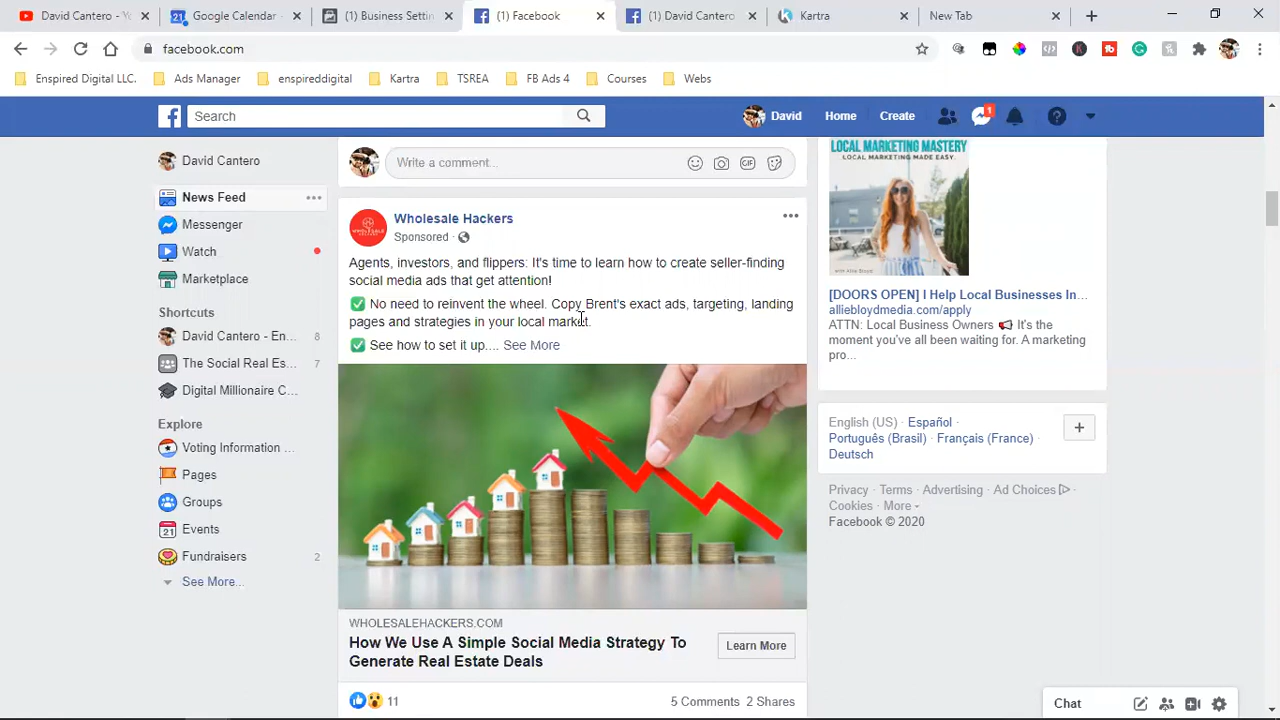 David Cantero - Yo
Google Calendar -
(1) Business Settin
(1) Facebook
(1) David Cantero
Kartra
New Tab
facebook.com
Enspired Digital LLC.
Ads Manager
enspireddigital
Kartra
TSREA
FB Ads 4
Courses
Webs
Search
David
Home
Create
1
David Cantero
News Feed
Messenger
Watch
Marketplace
Shortcuts
David Cantero - En... 8
The Social Real Es... 7
Digital Millionaire C...
Explore
Voting Information ...
Pages
Groups
Events
Fundraisers 2
See More...
Write a comment...
GIF
Wholesale Hackers
Sponsored ·
Agents, investors, and flippers: It's time to learn how to create seller-finding
social media ads that get attention!
✅ No need to reinvent the wheel. Copy Brent's exact ads, targeting, landing
pages and strategies in your local market.
✅ See how to set it up.... See More
WHOLESALEHACKERS.COM
How We Use A Simple Social Media Strategy To
Generate Real Estate Deals
Learn More
11
5 Comments 2 Shares
LOCAL MARKETING MASTERY
LOCAL MARKETING MADE EASY.
[DOORS OPEN] I Help Local Businesses In...
alliebloydmedia.com/apply
ATTN: Local Business Owners 📢 It's the
moment you've all been waiting for. A marketing
pro...
English (US) · Español ·
Português (Brasil) · Français (France) ·
Deutsch
Privacy · Terms · Advertising · Ad Choices ·
Cookies · More
Facebook © 2020
Chat